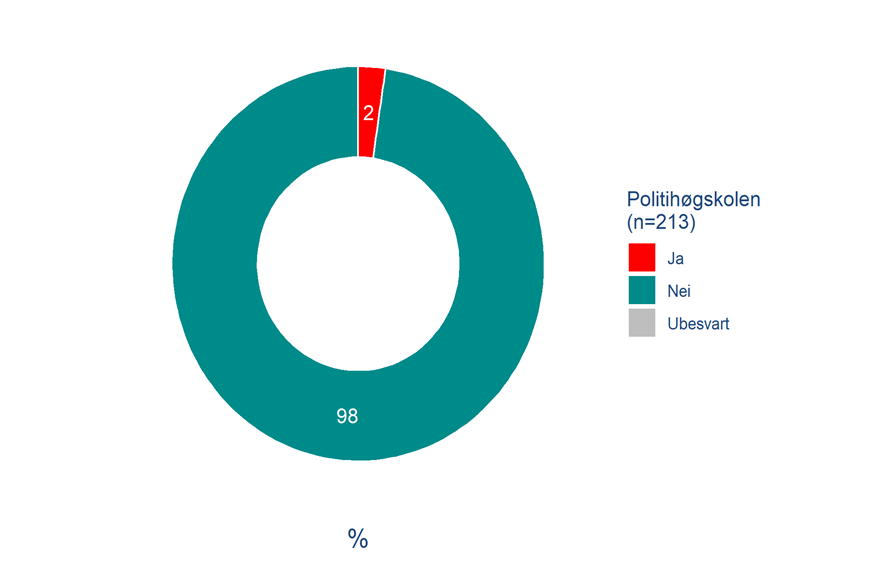 2
98
%
Politihøgskolen
(n=213)
Ja
Nei
Ubesvart